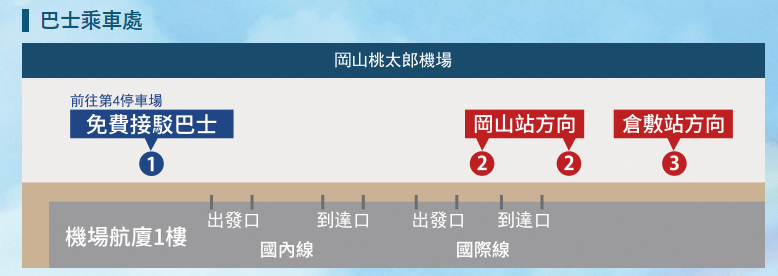 巴士乘車處
岡山桃太郎機場
前往第4停車場
免費接駁巴士
岡山站方向
倉敷站方向
1
2
2
3
出發口
到達口
出發口
到達口
機場航廈1樓
國內線
國際線